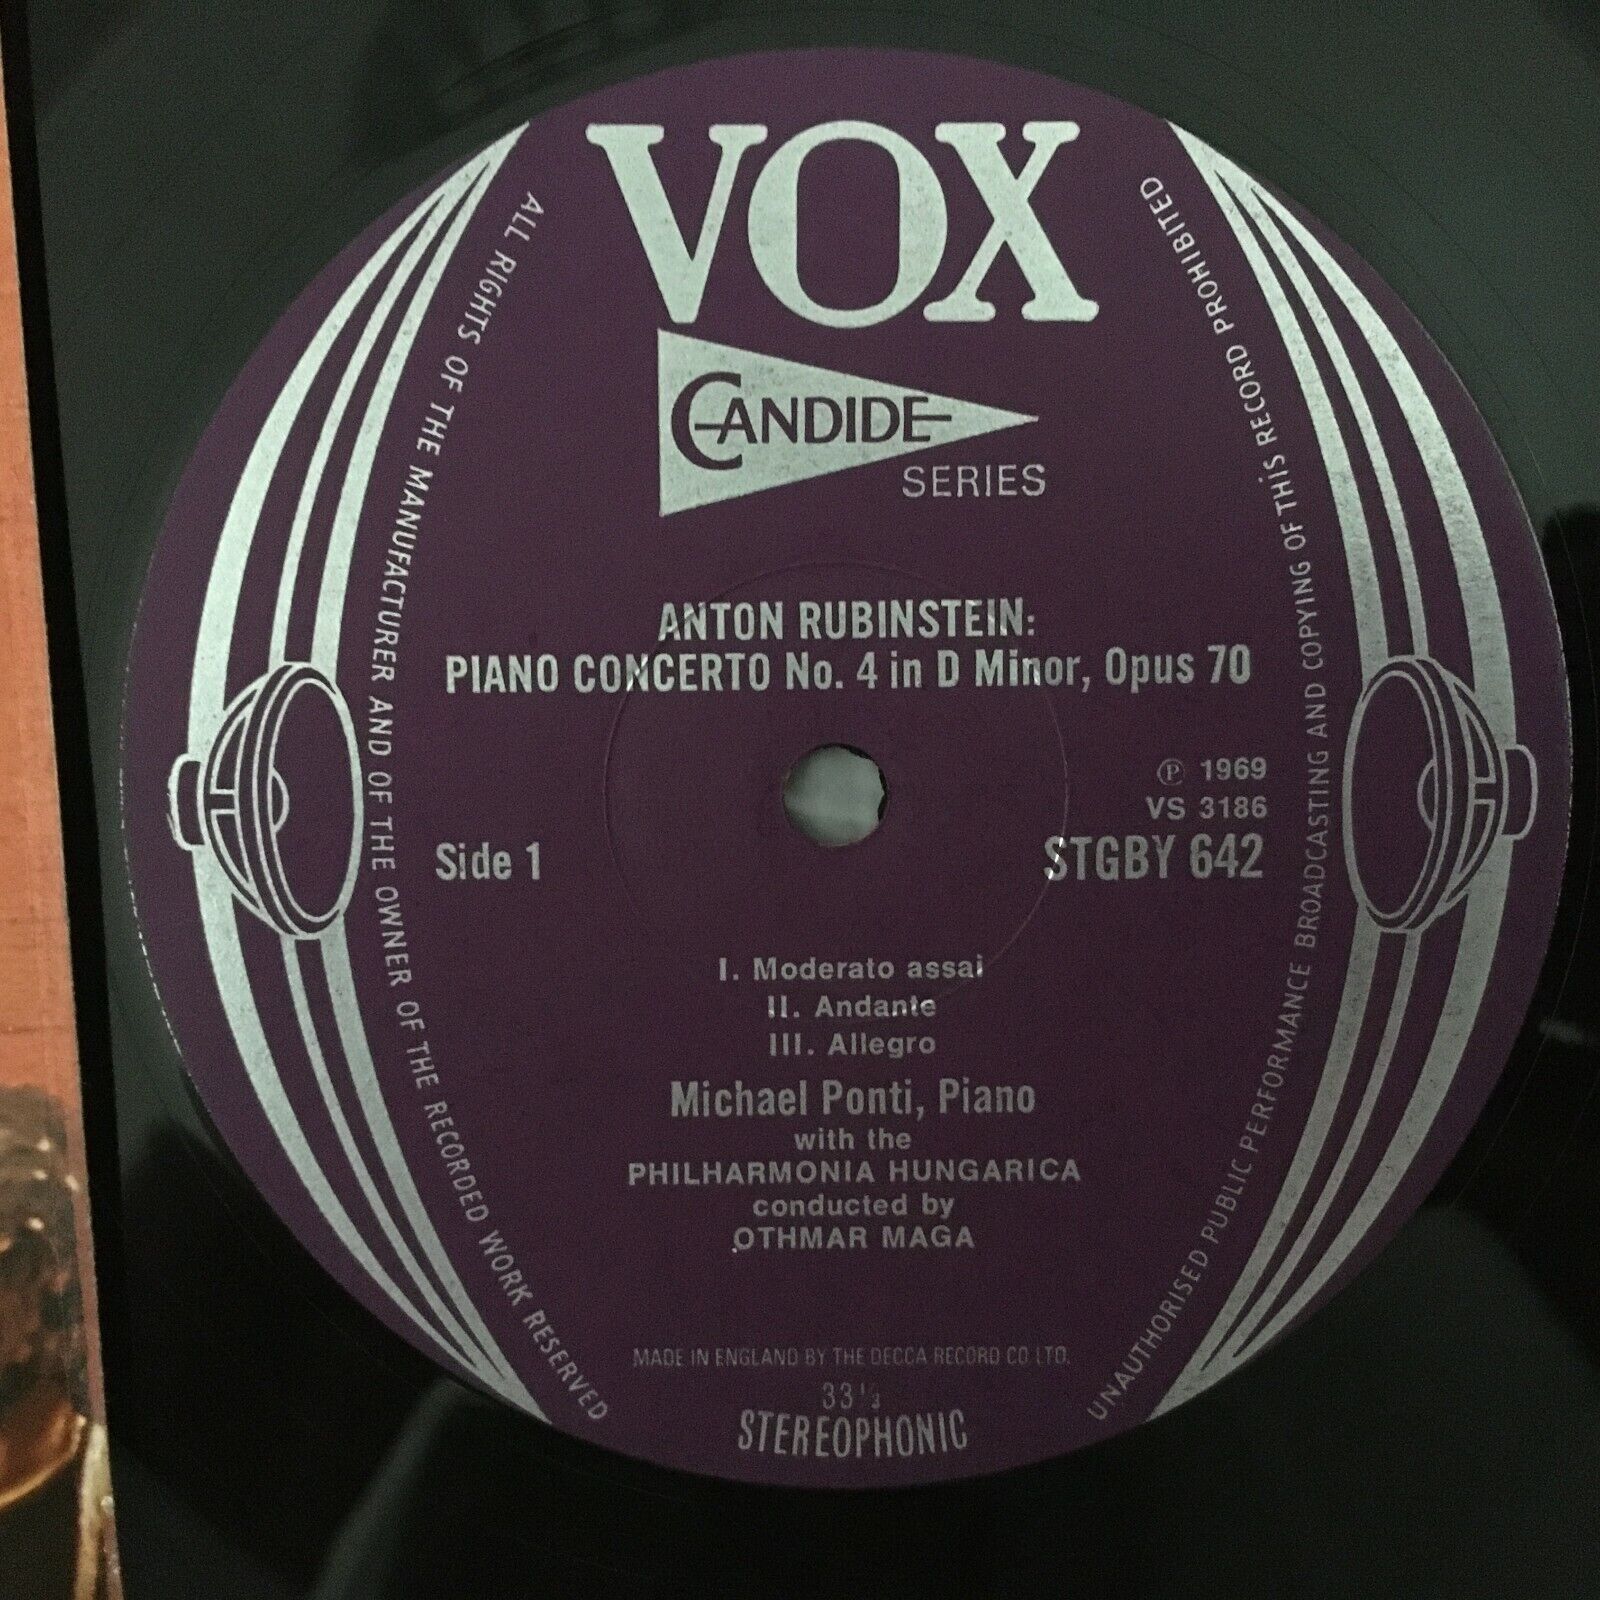 VOX
CANDIDE
SERIES
ANTON RUBINSTEIN:
PIANO CONCERTO No. 4 in D Minor, Opus 70
℗ 1969
VS 3186
Side 1
STGBY 642
I. Moderato assai
II. Andante
III. Allegro
Michael Ponti, Piano
with the
PHILHARMONIA HUNGARICA
conducted by
OTHMAR MAGA
MADE IN ENGLAND BY THE DECCA RECORD CO LTD.
33⅓
STEREOPHONIC
ALL RIGHTS OF THE MANUFACTURER AND OF THE OWNER OF THE RECORDED WORK RESERVED
UNAUTHORISED PUBLIC PERFORMANCE BROADCASTING AND COPYING OF THIS RECORD PROHIBITED